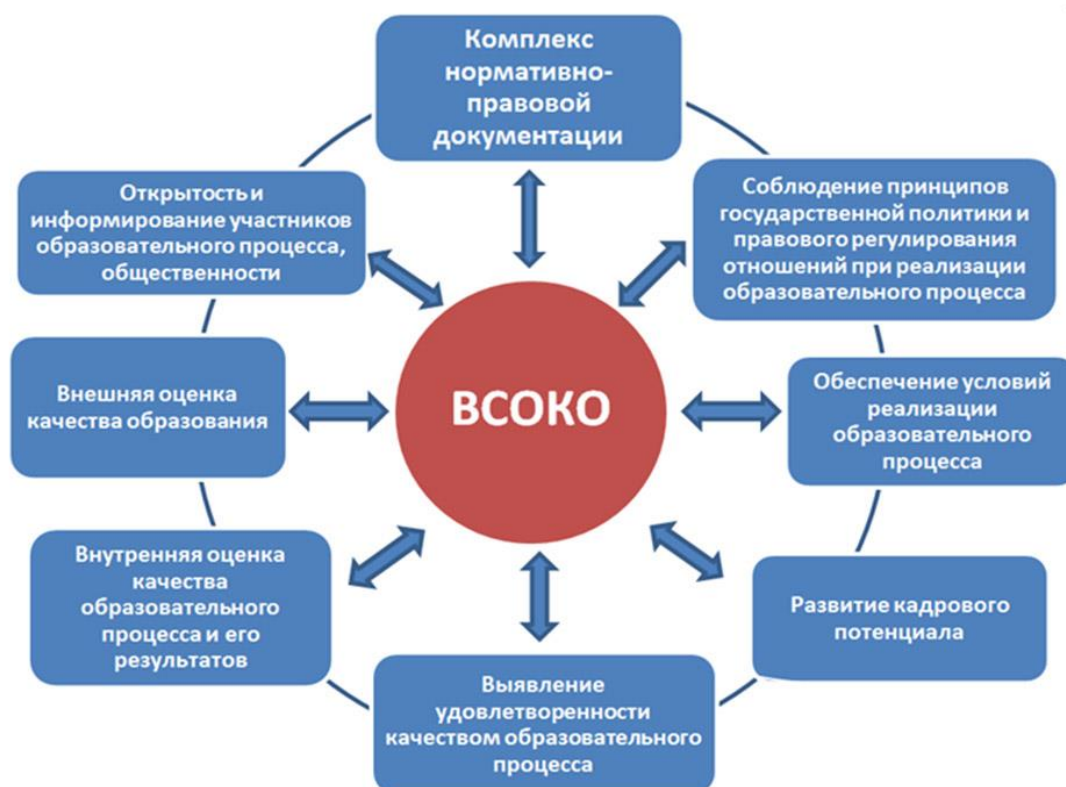 Комплекс
нормативно-
правовой
документации
Соблюдение принципов
государственной политики и
правового регулирования
отношений при реализации
образовательного процесса
Обеспечение условий
реализации
образовательного
процесса
Развитие кадрового
потенциала
Выявление
удовлетворенности
качеством образовательного
процесса
Внутренняя оценка
качества
образовательного
процесса и его
результатов
Внешняя оценка
качества образования
Открытость и
информирование участников
образовательного процесса,
общественности
ВСОКО